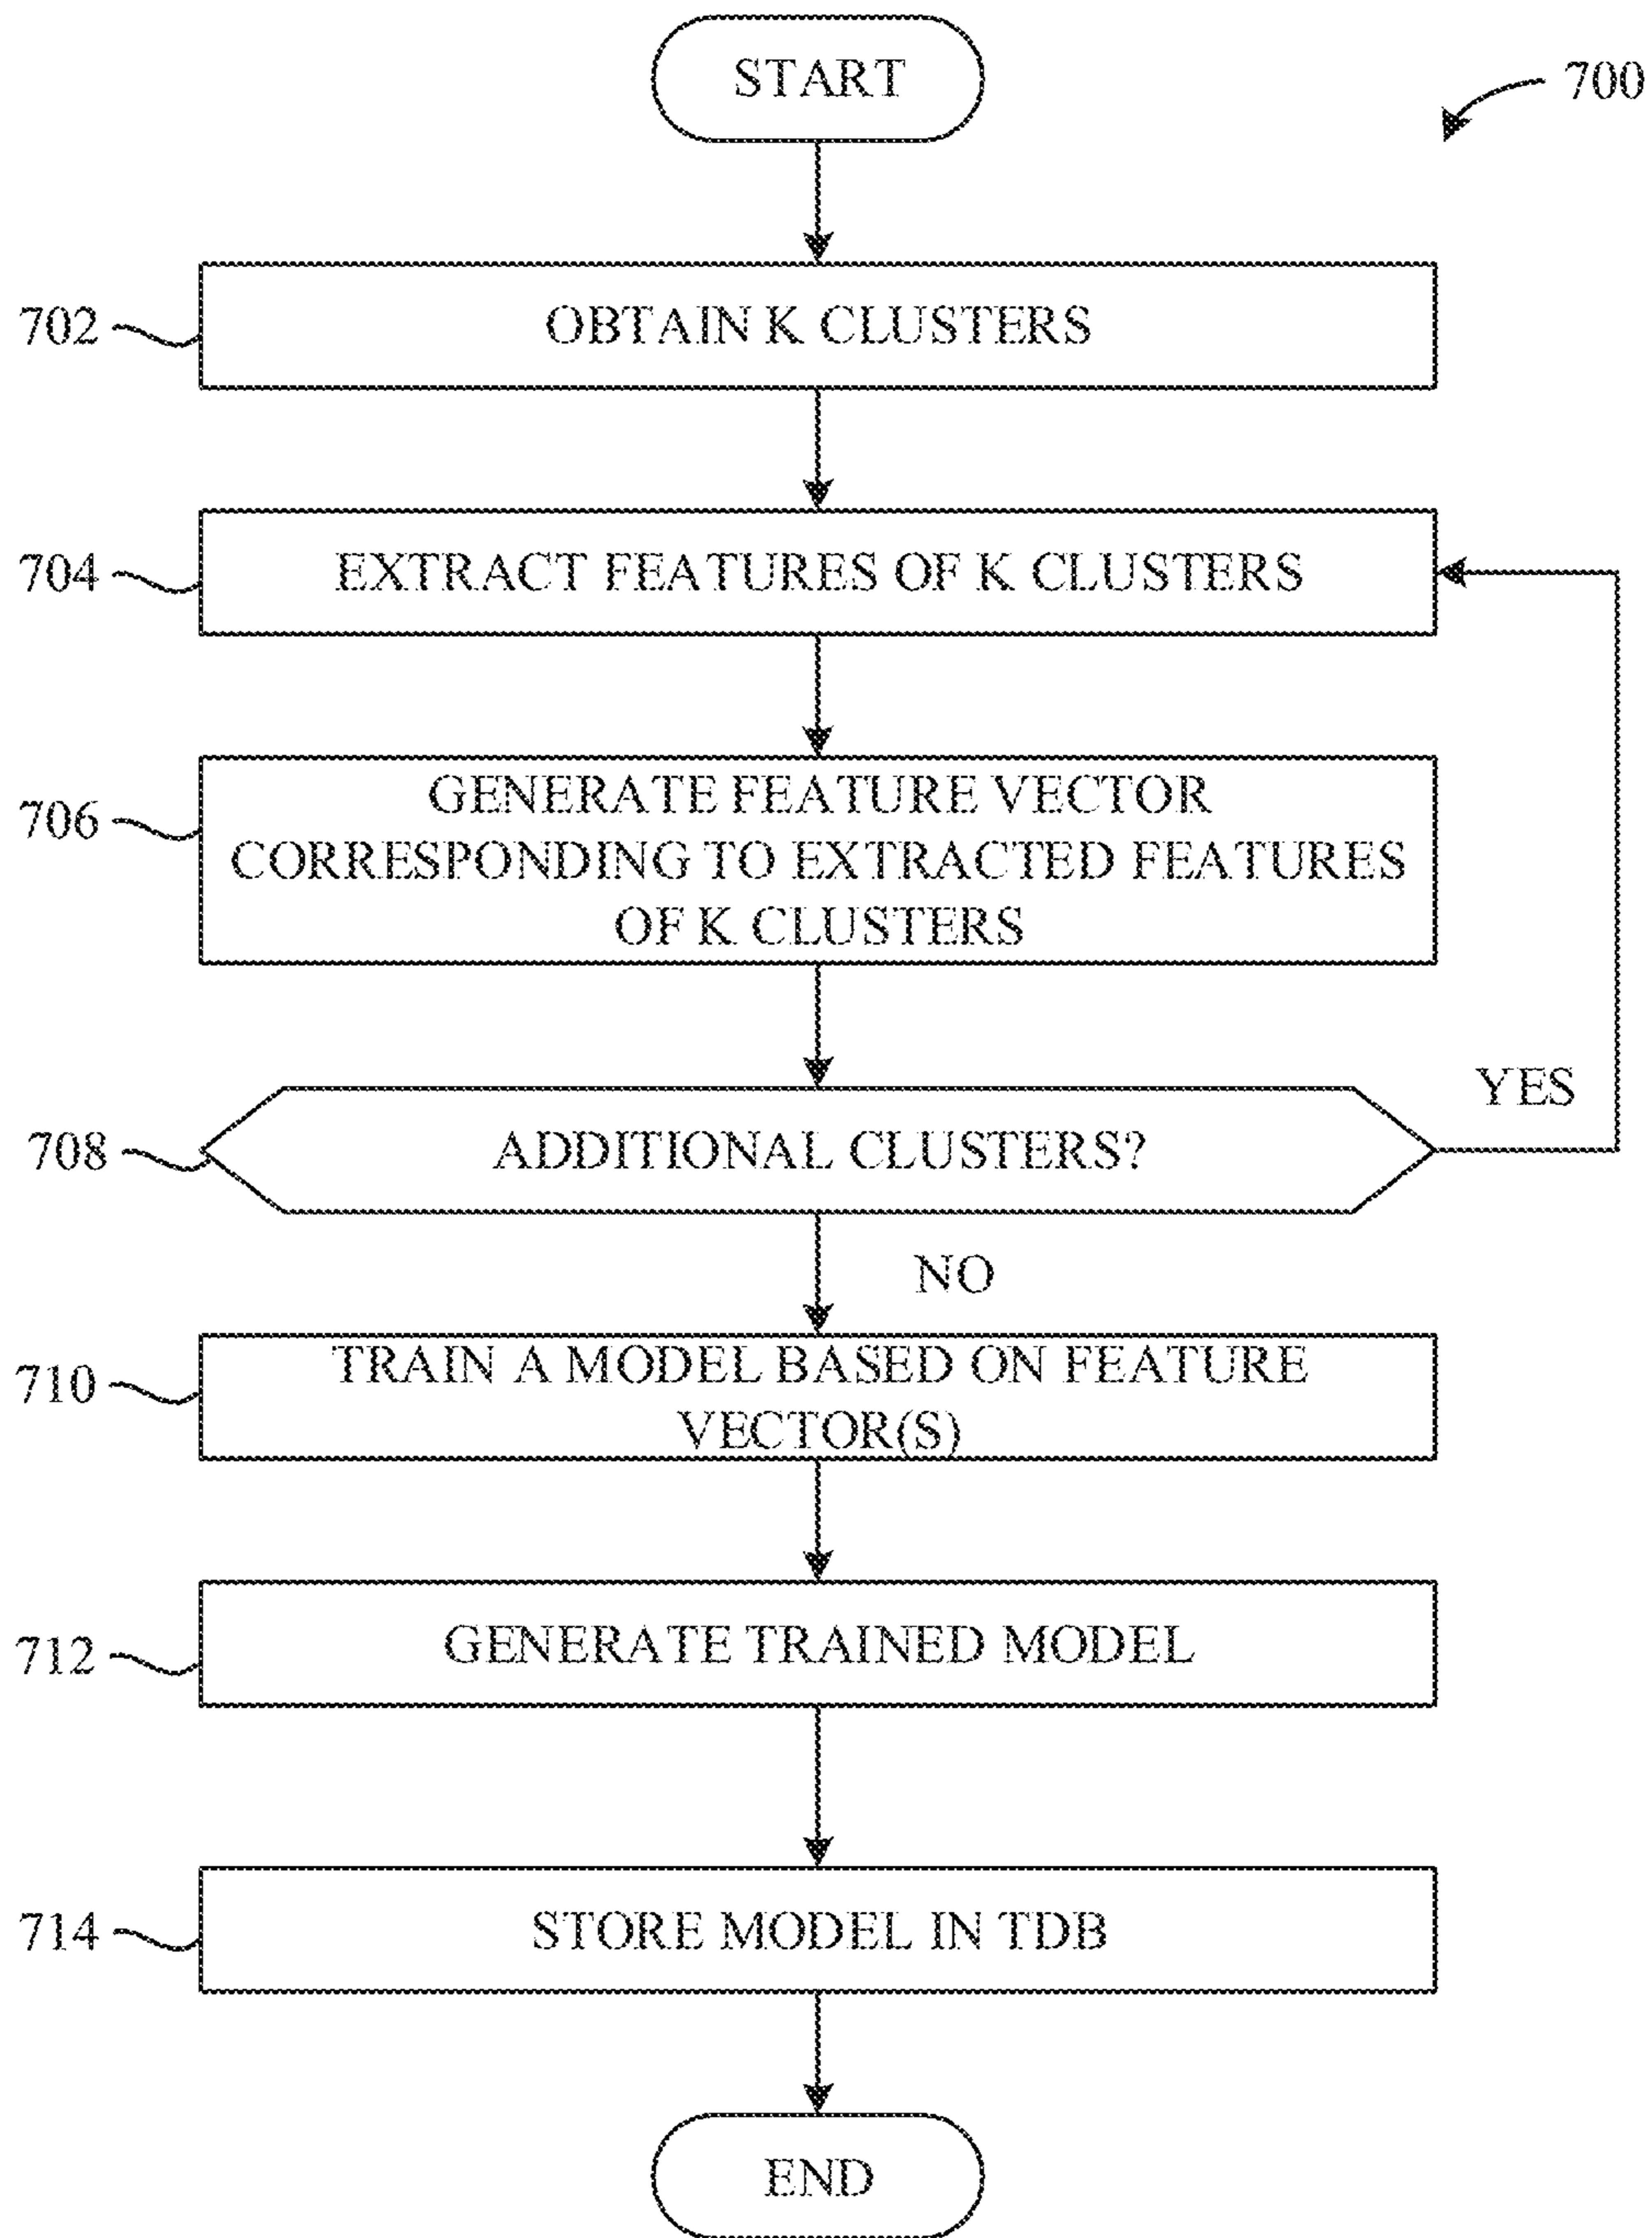 START
700
702
OBTAIN K CLUSTERS
704
EXTRACT FEATURES OF K CLUSTERS
706
GENERATE FEATURE VECTOR
CORRESPONDING TO EXTRACTED FEATURES
OF K CLUSTERS
YES
708
ADDITIONAL CLUSTERS?
NO
710
TRAIN A MODEL BASED ON FEATURE
VECTOR(S)
712
GENERATE TRAINED MODEL
714
STORE MODEL IN TDB
END